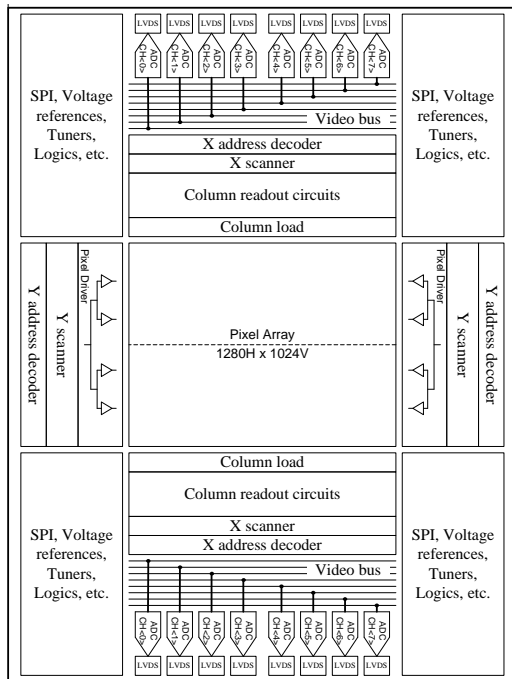 LVDS LVDS LVDS LVDS LVDS LVDS LVDS LVDS
ADC CH<0>
ADC CH<1>
ADC CH<2>
ADC CH<3>
ADC CH<4>
ADC CH<5>
ADC CH<6>
ADC CH<7>
Video bus
SPI, Voltage
references,
Tuners,
Logics, etc.
X address decoder
X scanner
Column readout circuits
Column load
SPI, Voltage
references,
Tuners,
Logics, etc.
Y address decoder
Y scanner
Pixel Driver
Pixel Array
1280H x 1024V
Pixel Driver
Y scanner
Y address decoder
SPI, Voltage
references,
Tuners,
Logics, etc.
Column load
Column readout circuits
X scanner
X address decoder
Video bus
SPI, Voltage
references,
Tuners,
Logics, etc.
ADC CH<0>
ADC CH<1>
ADC CH<2>
ADC CH<3>
ADC CH<4>
ADC CH<5>
ADC CH<6>
ADC CH<7>
LVDS LVDS LVDS LVDS LVDS LVDS LVDS LVDS